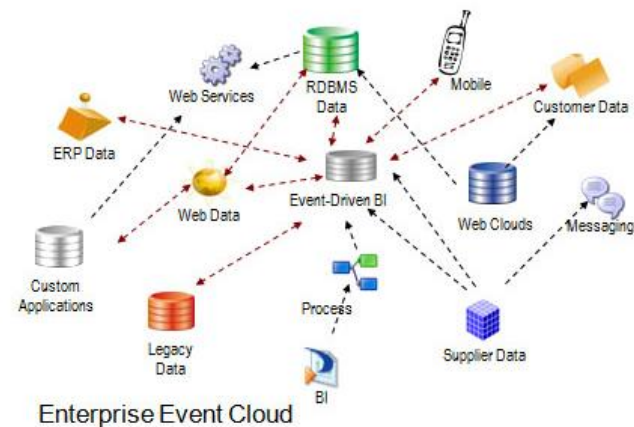 Web Services
RDBMS
Data
Mobile
Customer Data
ERP Data
Web Data
Event-Driven BI
Web Clouds
Messaging
Custom
Applications
Process
Legacy
Data
BI
Supplier Data
Enterprise Event Cloud